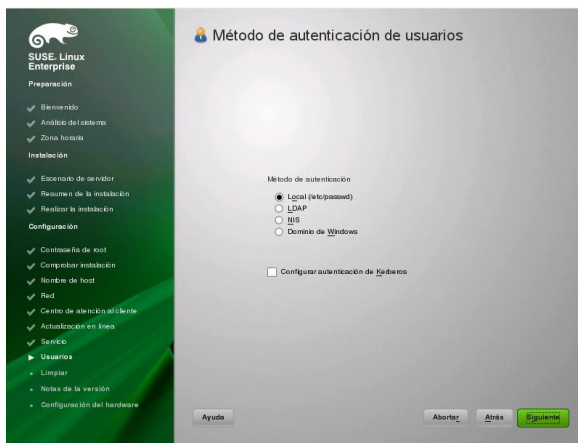 SUSE. Linux
Enterprise
Preparación
Bienvenido
Análisis del sistema
Zona horaria
Instalación
Escenario de servidor
Resumen de la instalación
Realizar la instalación
Configuración
Contraseña de root
Comprobar instalación
Nombre de host
Red
Centro de atención al cliente
Actualización en línea
Servicio
Usuarios
Limpiar
Notas de la versión
Configuración del hardware
Método de autenticación de usuarios
Método de autenticación
Local (/etc/passwd)
LDAP
NIS
Dominio de Windows
Configurar autenticación de Kerberos
Ayuda
Abortar
Atrás
Siguiente